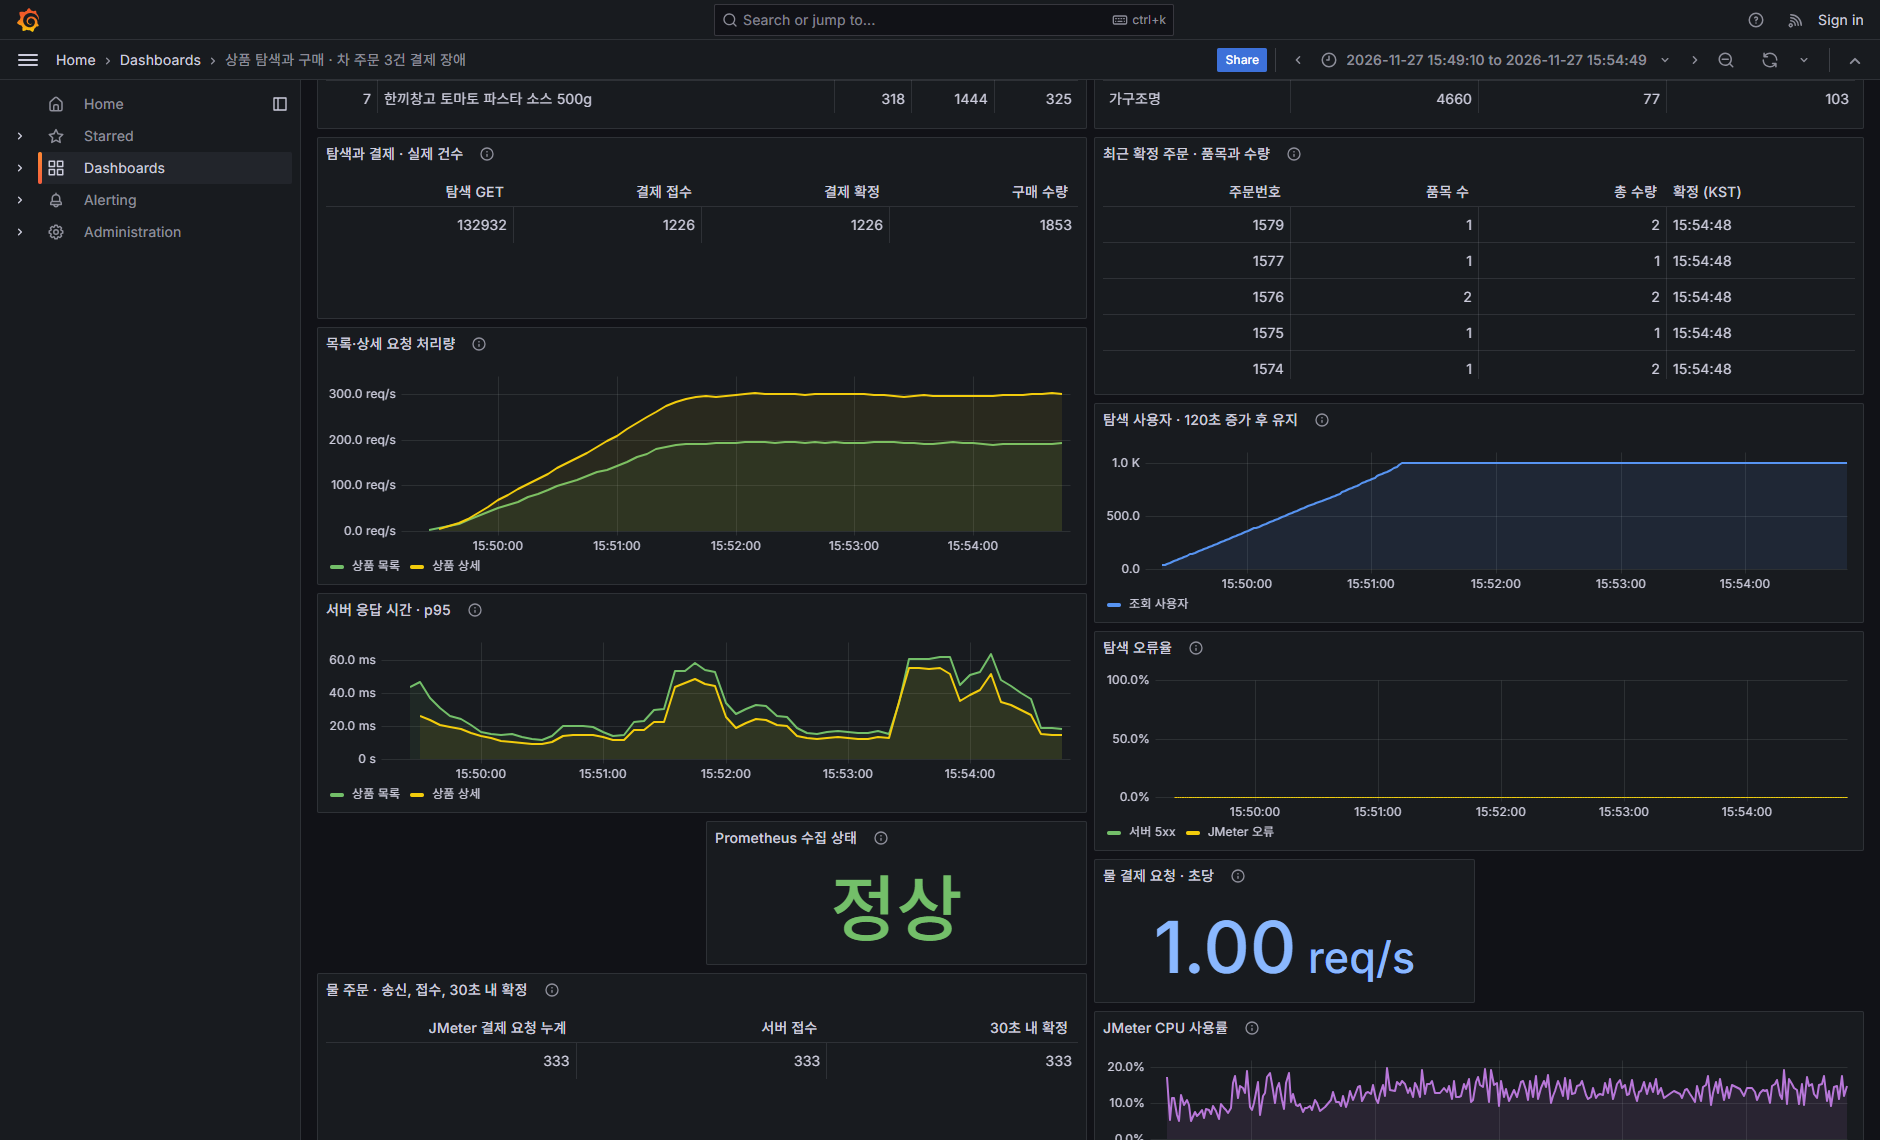 Search or jump to...
ctrl+k
Sign in
Home › Dashboards › 상품 탐색과 구매 · 차 주문 3건 결제 장애
Share
2026-11-27 15:49:10 to 2026-11-27 15:54:49
Home
Starred
Dashboards
Alerting
Administration
7 한끼창고 토마토 파스타 소스 500g 318 1444 325
가구조명 4660 77 103
탐색과 결제 · 실제 건수
탐색 GET 결제 접수 결제 확정 구매 수량
132932 1226 1226 1853
최근 확정 주문 · 품목과 수량
주문번호 품목 수 총 수량 확정 (KST)
1579 1 2 15:54:48
1577 1 1 15:54:48
1576 2 2 15:54:48
1575 1 1 15:54:48
1574 1 2 15:54:48
목록·상세 요청 처리량
300.0 req/s
200.0 req/s
100.0 req/s
0.0 req/s
15:50:00 15:51:00 15:52:00 15:53:00 15:54:00
상품 목록 상품 상세
탐색 사용자 · 120초 증가 후 유지
1.0 K
500.0
0.0
15:50:00 15:51:00 15:52:00 15:53:00 15:54:00
조회 사용자
서버 응답 시간 · p95
60.0 ms
40.0 ms
20.0 ms
0 s
15:50:00 15:51:00 15:52:00 15:53:00 15:54:00
상품 목록 상품 상세
탐색 오류율
100.0%
50.0%
0.0%
15:50:00 15:51:00 15:52:00 15:53:00 15:54:00
서버 5xx JMeter 오류
Prometheus 수집 상태
정상
물 결제 요청 · 초당
1.00 req/s
물 주문 · 송신, 접수, 30초 내 확정
JMeter 결제 요청 누계 서버 접수 30초 내 확정
333 333 333
JMeter CPU 사용률
20.0%
10.0%
0.0%